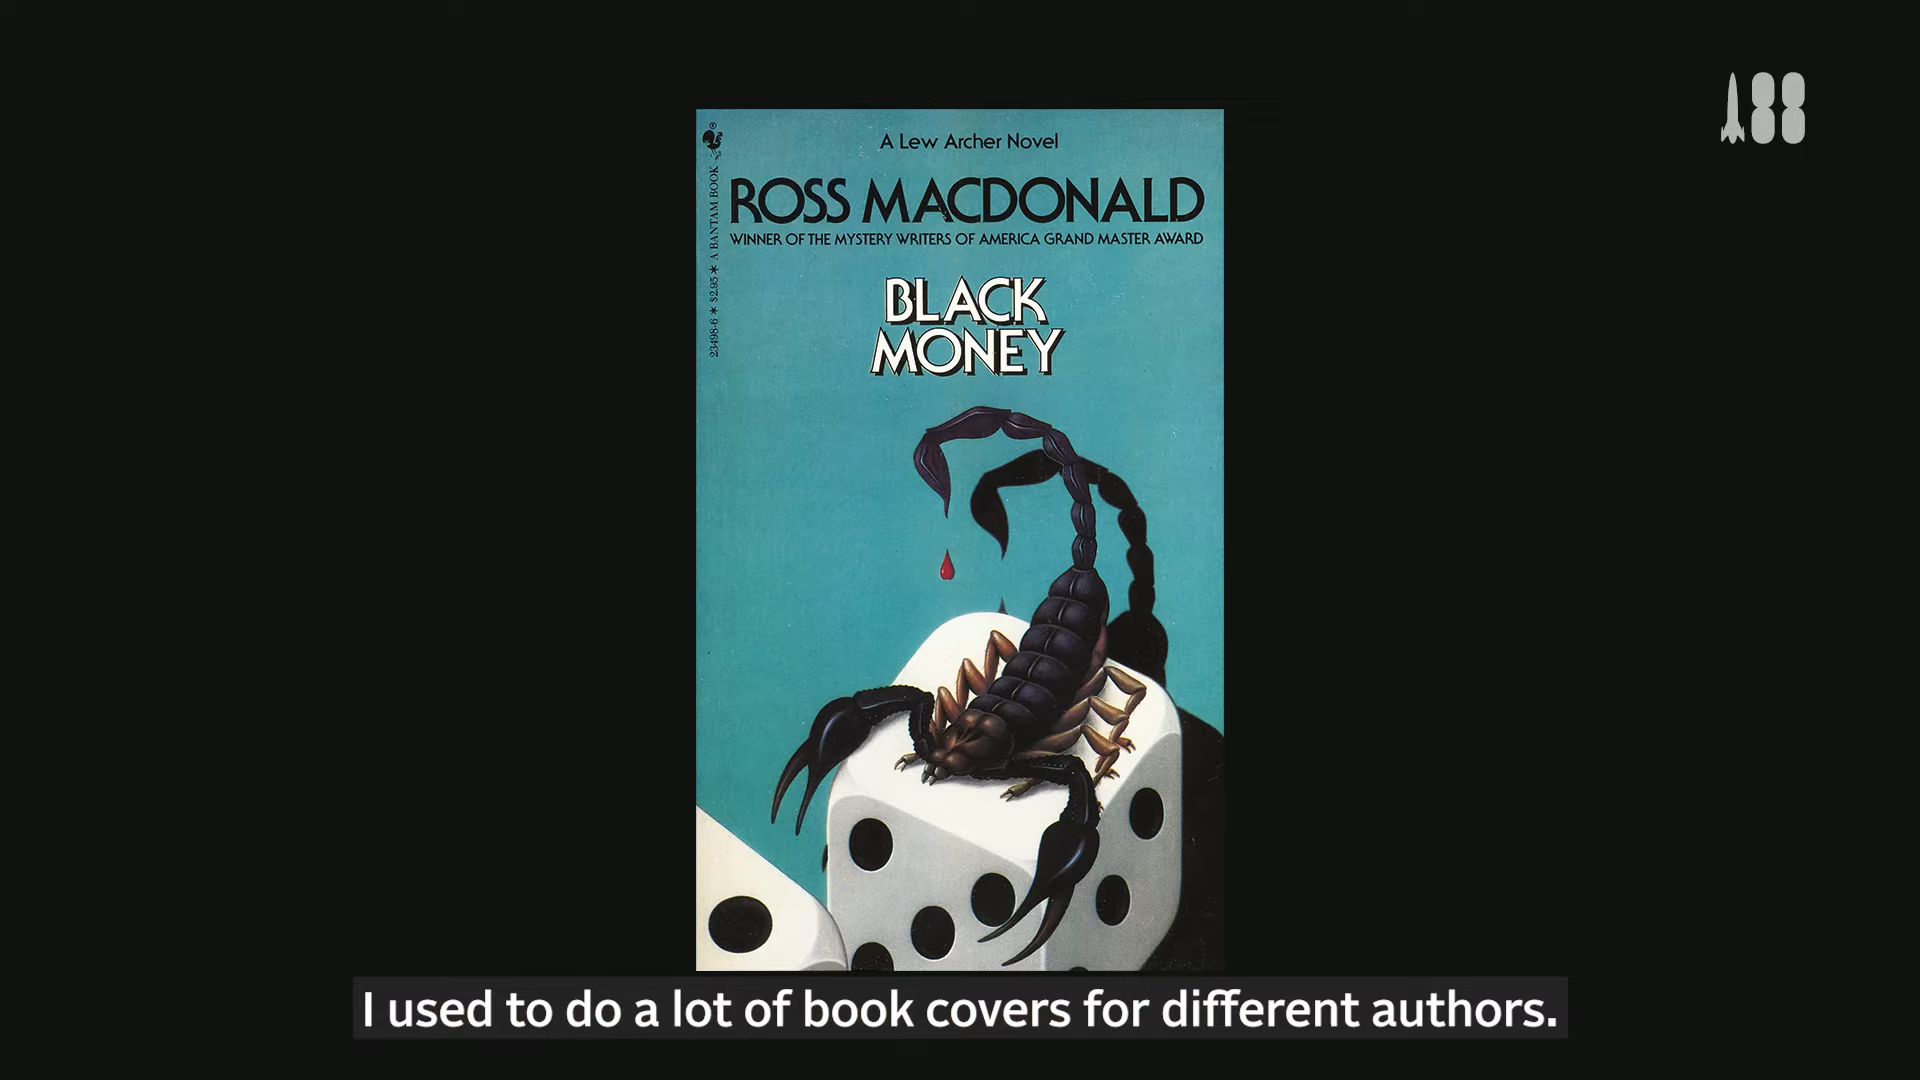 88
A Lew Archer Novel
ROSS MACDONALD
WINNER OF THE MYSTERY WRITERS OF AMERICA GRAND MASTER AWARD
23498-6 * $2.95 * A BANTAM BOOK
BLACK
MONEY
I used to do a lot of book covers for different authors.